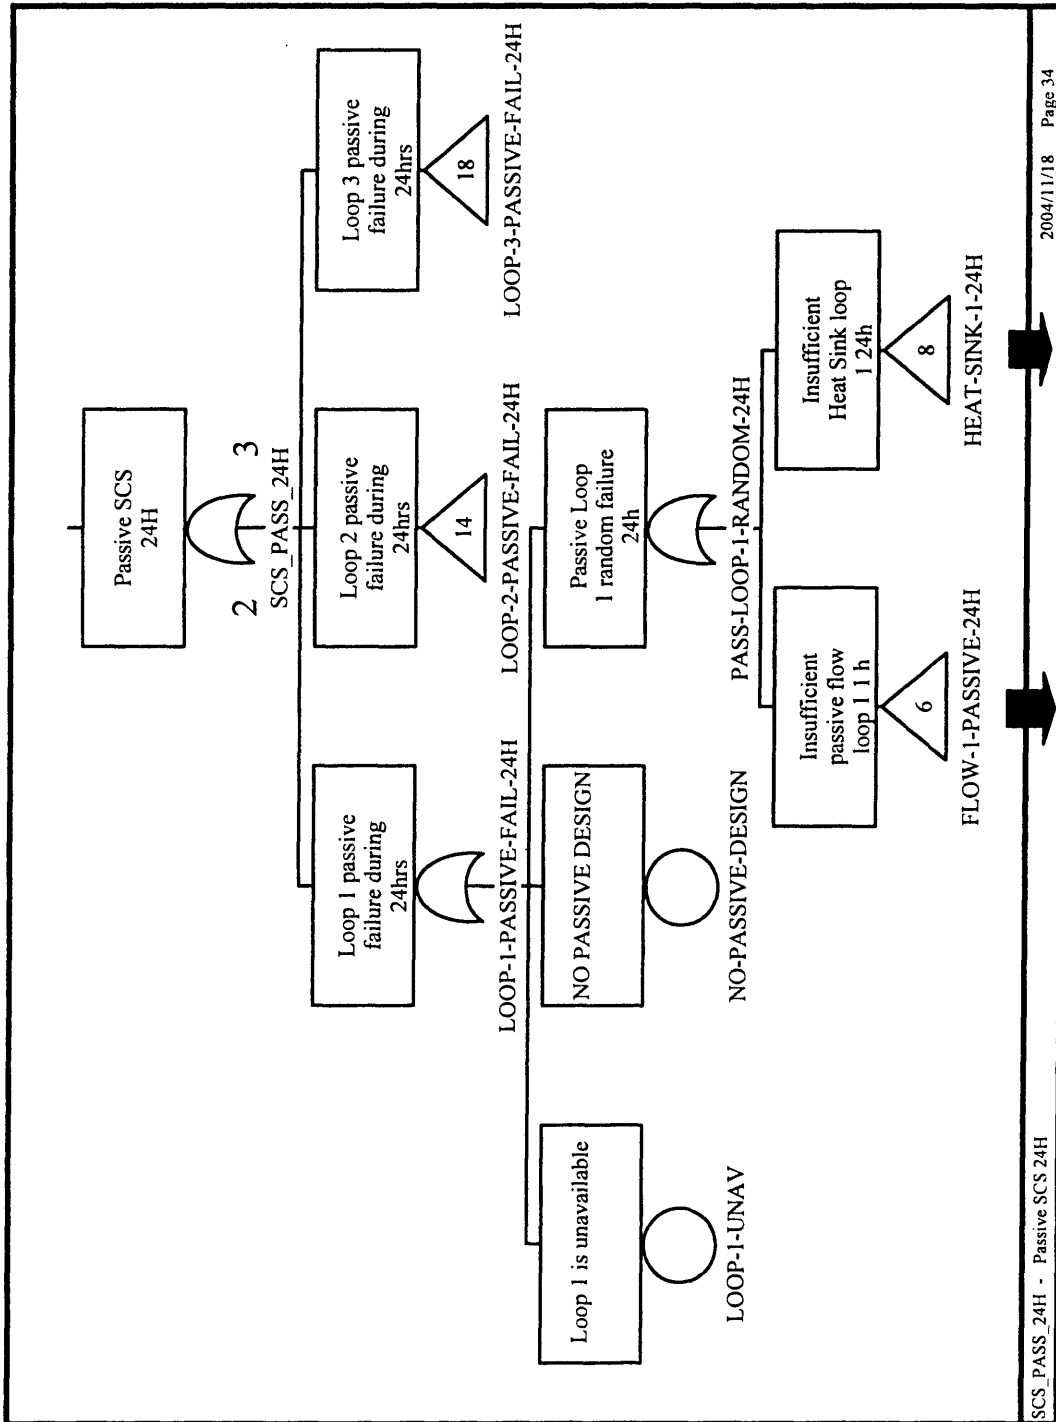 Passive SCS
24H
2 3
SCS_PASS_24H
Loop 1 passive
failure during
24hrs
LOOP-1-PASSIVE-FAIL-24H
Loop 2 passive
failure during
24hrs
14
LOOP-2-PASSIVE-FAIL-24H
Loop 3 passive
failure during
24hrs
18
LOOP-3-PASSIVE-FAIL-24H
Loop 1 is unavailable
LOOP-1-UNAV
NO PASSIVE DESIGN
NO-PASSIVE-DESIGN
Passive Loop
1 random failure
24h
PASS-LOOP-1-RANDOM-24H
Insufficient
passive flow
loop 1 1 h
6
FLOW-1-PASSIVE-24H
Insufficient
Heat Sink loop
1 24h
8
HEAT-SINK-1-24H
SCS_PASS_24H - Passive SCS 24H
2004/11/18 Page 34